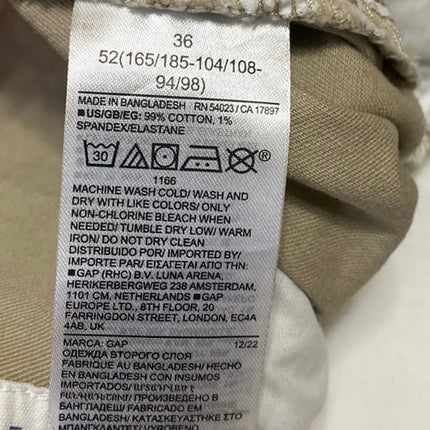 36
52(165/185-104/108-
94/98)
MADE IN BANGLADESH RN 54023 / CA 17897
■US/GB/EG: 99% COTTON, 1%
SPANDEX/ELASTANE
30
1166
MACHINE WASH COLD/ WASH AND
DRY WITH LIKE COLORS/ ONLY
NON-CHLORINE BLEACH WHEN
NEEDED/ TUMBLE DRY LOW/ WARM
IRON/ DO NOT DRY CLEAN
DISTRIBUIDO POR/ IMPORTED BY/
IMPORTE PAR/ ΕΙΣΑΓΕΤΑΙ ΑΠΟ ΤΗΝ:
■GAP (RHC) B.V. LUNA ARENA,
HERIKERBERGWEG 238 AMSTERDAM,
1101 CM, NETHERLANDS ■GAP
EUROPE LTD., 8TH FLOOR, 20
FARRINGDON STREET, LONDON, EC4A
4AB, UK
MARCA: GAP 12/22
ОДЕЖДА ВТОРОГО СЛОЯ
FABRIQUE AU BANGLADESH/ HECHO
EN BANGLADESH CON INSUMOS
IMPORTADOS/ ПРОИЗВЕДЕНО В
БАНГЛАДЕШ/ FABRICADO EM
BANGLADESH/ ΚΑΤΑΣΚΕΥΑΣΤΗΚΕ ΣΤΟ
ΜΠΑΝΓΚΛΑΝΤΕΣ/ VYROBENO